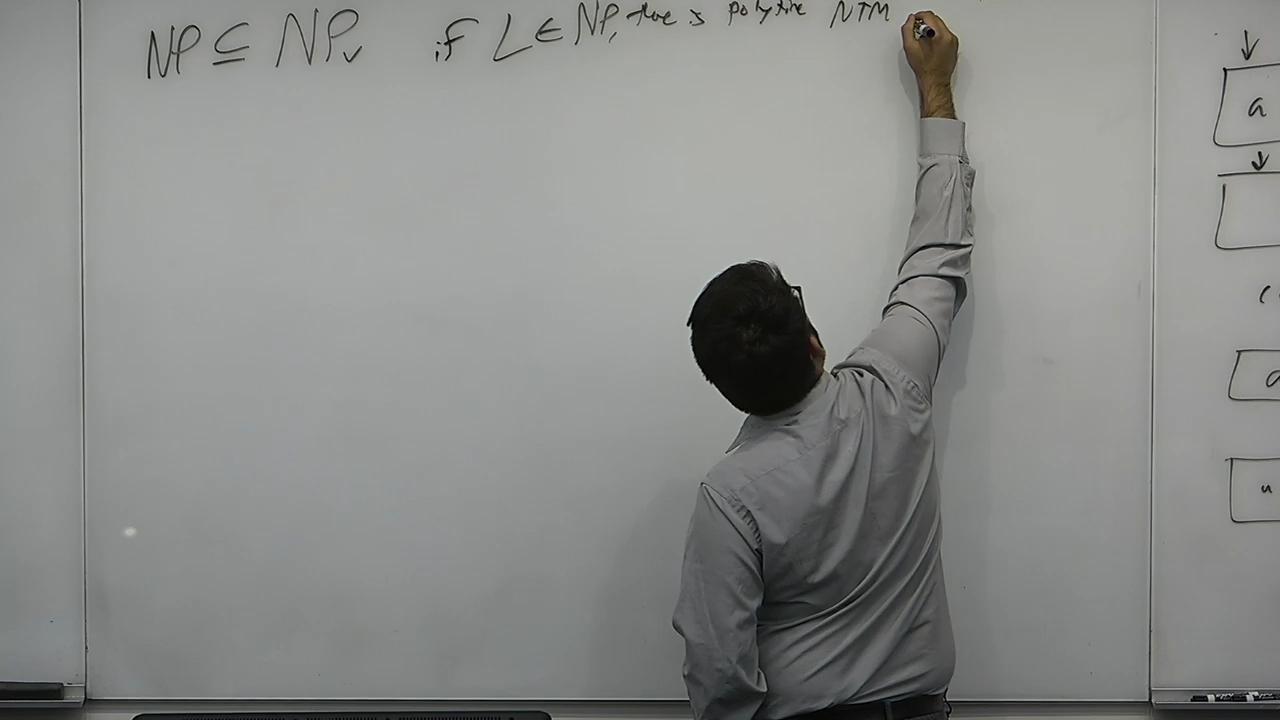 NP ⊆ NPv if L ∈ NP, there is polytime NTM
a
a
u